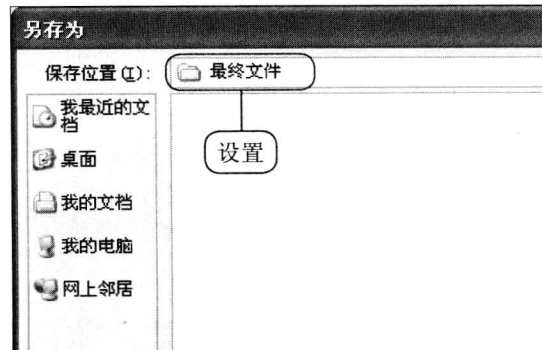 另存为
保存位置(I):
最终文件
设置
我最近的文
档
桌面
我的文档
我的电脑
网上邻居